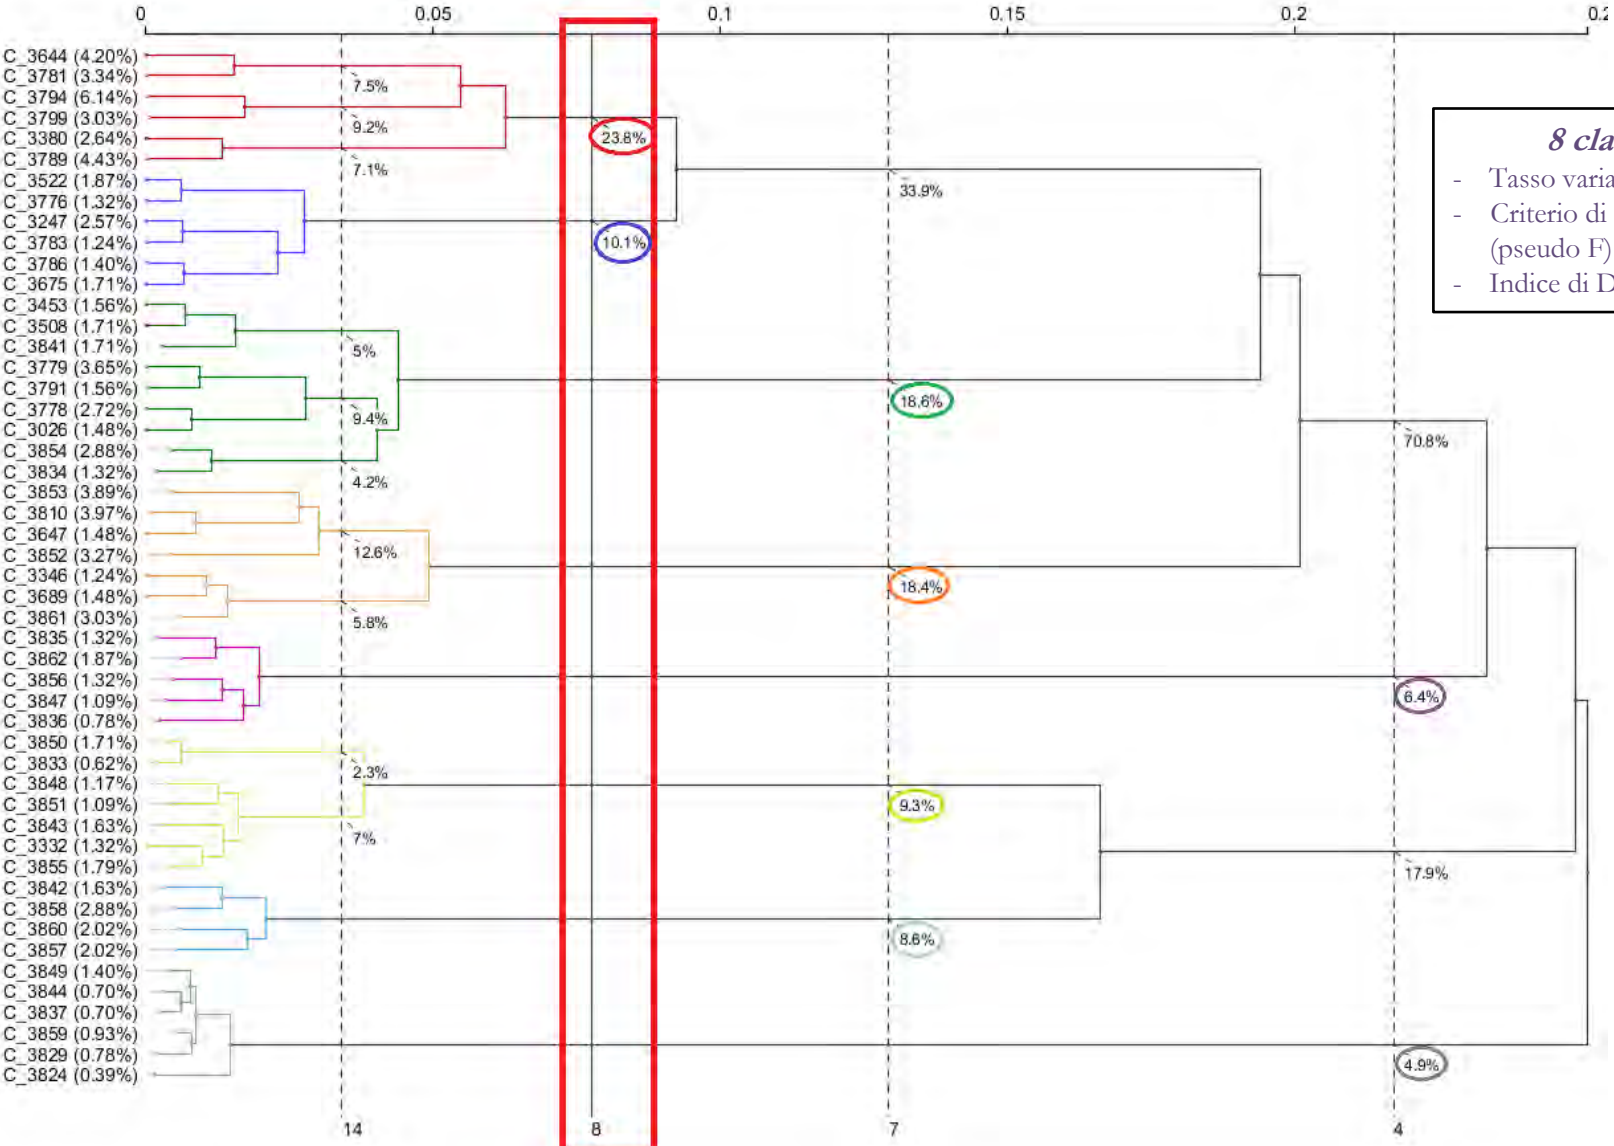 0 0.05 0.1 0.15 0.2
C_3644 (4.20%)
C_3781 (3.34%)
7.5%
C_3794 (6.14%)
C_3799 (3.03%)
9.2%
23.8%
C_3380 (2.64%)
C_3789 (4.43%)
7.1%
8 cla
- Tasso varia
- Criterio di
(pseudo F)
- Indice di D
C_3522 (1.87%)
33.9%
C_3776 (1.32%)
C_3247 (2.57%)
C_3783 (1.24%)
10.1%
C_3786 (1.40%)
C_3675 (1.71%)
C_3453 (1.56%)
C_3508 (1.71%)
C_3841 (1.71%)
5%
C_3779 (3.65%)
C_3791 (1.56%)
18.6%
C_3778 (2.72%)
9.4%
C_3026 (1.48%)
70.8%
C_3854 (2.88%)
C_3834 (1.32%)
4.2%
C_3853 (3.89%)
C_3810 (3.97%)
C_3647 (1.48%)
C_3852 (3.27%)
12.6%
C_3346 (1.24%)
18.4%
C_3689 (1.48%)
C_3861 (3.03%)
5.8%
C_3835 (1.32%)
C_3862 (1.87%)
C_3856 (1.32%)
C_3847 (1.09%)
6.4%
C_3836 (0.78%)
C_3850 (1.71%)
C_3833 (0.62%)
2.3%
C_3848 (1.17%)
C_3851 (1.09%)
9.3%
C_3843 (1.63%)
7%
C_3332 (1.32%)
C_3855 (1.79%)
17.9%
C_3842 (1.63%)
C_3858 (2.88%)
C_3860 (2.02%)
8.6%
C_3857 (2.02%)
C_3849 (1.40%)
C_3844 (0.70%)
C_3837 (0.70%)
C_3859 (0.93%)
C_3829 (0.78%)
4.9%
C_3824 (0.39%)
14 8 7 4